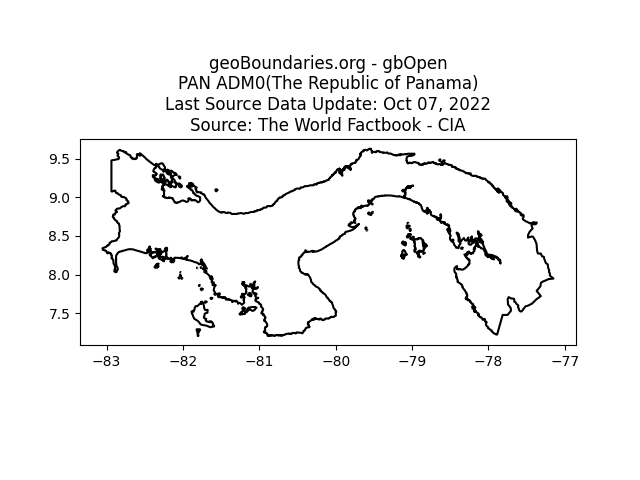 geoBoundaries.org - gbOpen
PAN ADM0(The Republic of Panama)
Last Source Data Update: Oct 07, 2022
Source: The World Factbook - CIA
9.5
9.0
8.5
8.0
7.5
−83 −82 −81 −80 −79 −78 −77